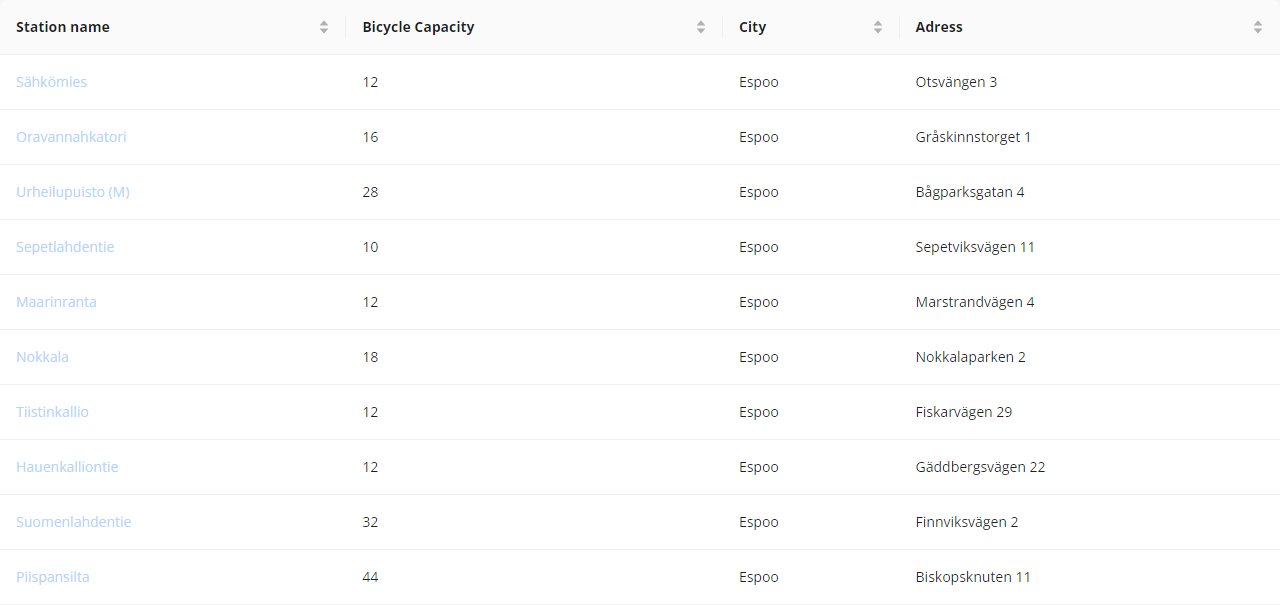 Station name Bicycle Capacity City Adress
Sähkömies 12 Espoo Otsvängen 3
Oravannahkatori 16 Espoo Gråskinnstorget 1
Urheilupuisto (M) 28 Espoo Bågparksgatan 4
Sepetlahdentie 10 Espoo Sepetviksvägen 11
Maarinranta 12 Espoo Marstrandvägen 4
Nokkala 18 Espoo Nokkalaparken 2
Tiistinkallio 12 Espoo Fiskarvägen 29
Hauenkalliontie 12 Espoo Gäddbergsvägen 22
Suomenlahdentie 32 Espoo Finnviksvägen 2
Piispansilta 44 Espoo Biskopsknuten 11